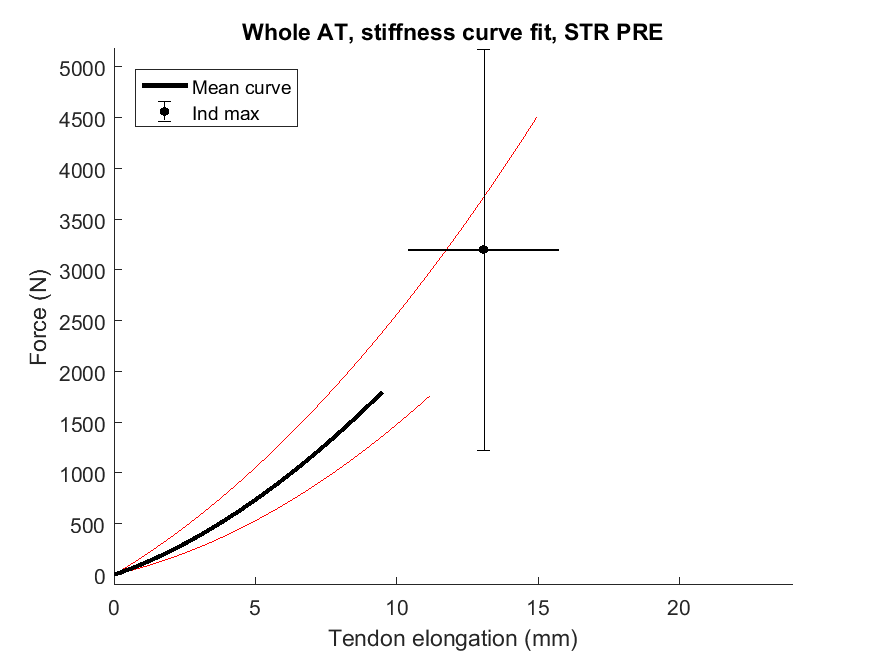 Whole AT, stiffness curve fit, STR PRE
Mean curve
Ind max
5000
4500
4000
3500
3000
2500
2000
1500
1000
500
0
Force (N)
0 5 10 15 20
Tendon elongation (mm)